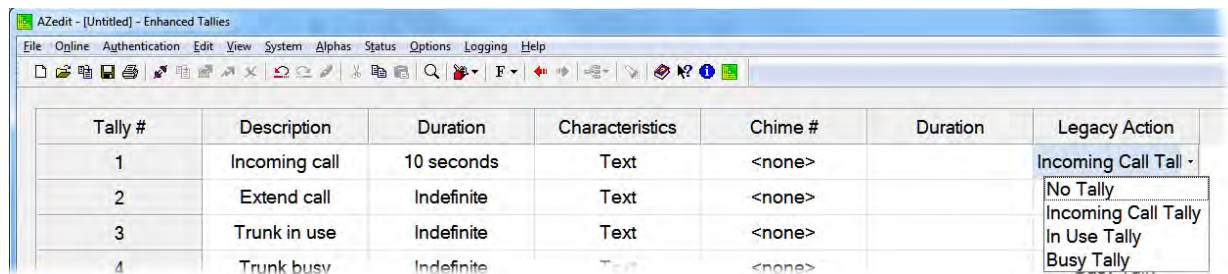 AZedit - [Untitled] - Enhanced Tallies
File Online Authentication Edit View System Alphas Status Options Logging Help
F
Tally # Description Duration Characteristics Chime # Duration Legacy Action
1 Incoming call 10 seconds Text <none> Incoming Call Tall
2 Extend call Indefinite Text <none> No Tally
Incoming Call Tally
3 Trunk in use Indefinite Text <none> In Use Tally
4 Trunk busy Indefinite Text <none> Busy Tally